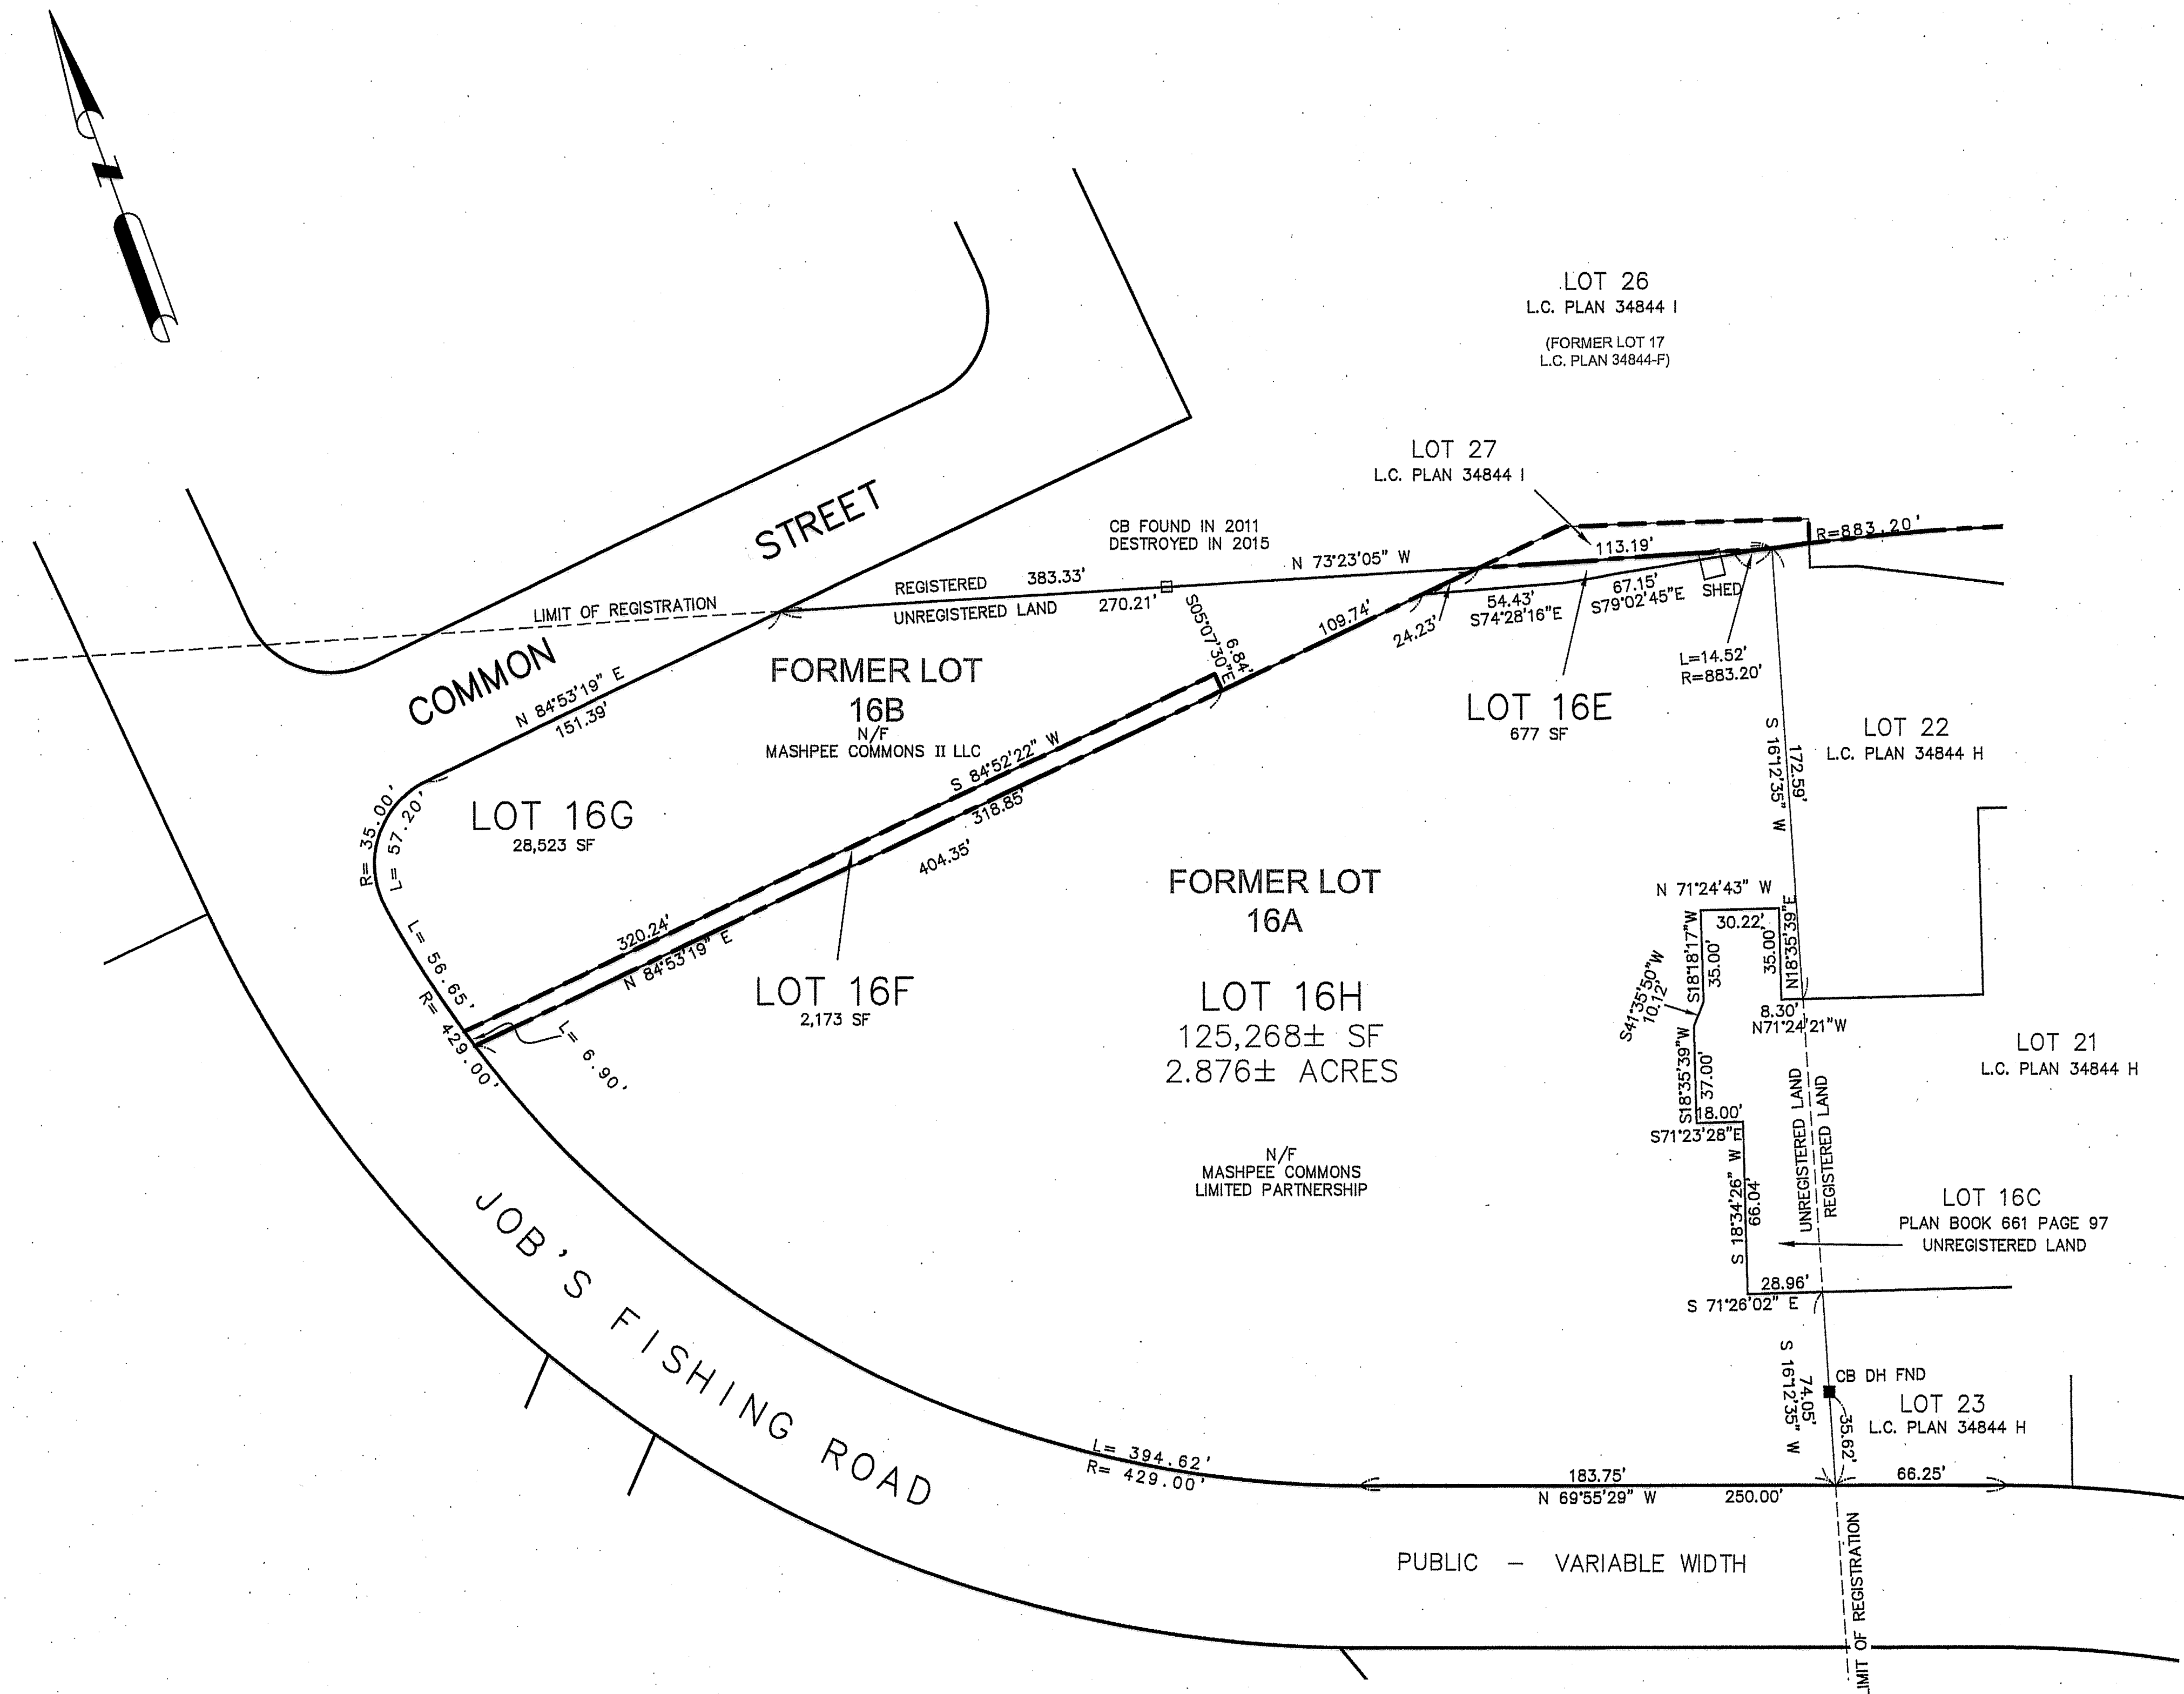 N
LOT 26
L.C. PLAN 34844 I
(FORMER LOT 17
L.C. PLAN 34844-F)
LOT 27
L.C. PLAN 34844 I
COMMON STREET
CB FOUND IN 2011
DESTROYED IN 2015
N 73°23'05" W
113.19'
R=883.20'
REGISTERED
383.33'
LIMIT OF REGISTRATION
UNREGISTERED LAND
270.21'
S05°07'30"E
6.84'
109.74'
24.23'
54.43'
S74°28'16"E
67.15'
S79°02'45"E
SHED
L=14.52'
R=883.20'
LOT 16E
677 SF
N 84°53'19" E
151.39'
FORMER LOT
16B
N/F
MASHPEE COMMONS II LLC
S 84°52'22" W
318.85'
404.35'
S 16°12'35" W
172.59'
LOT 22
L.C. PLAN 34844 H
R= 35.00'
L= 57.20'
LOT 16G
28,523 SF
320.24'
N 84°53'19" E
L= 56.65'
R= 429.00'
LOT 16F
2,173 SF
L= 6.90'
FORMER LOT
16A
LOT 16H
125,268± SF
2.876± ACRES
N/F
MASHPEE COMMONS
LIMITED PARTNERSHIP
N 71°24'43" W
30.22'
S18°18'17"W
35.00'
35.00'
N18°35'39"E
S41°35'50"W
10.12'
8.30'
N71°24'21"W
LOT 21
L.C. PLAN 34844 H
S18°35'39"W
37.00'
18.00'
S71°23'28"E
UNREGISTERED LAND
REGISTERED LAND
S 18°34'26" W
66.04'
LOT 16C
PLAN BOOK 661 PAGE 97
UNREGISTERED LAND
28.96'
S 71°26'02" E
S 16°12'35" W
74.05'
CB DH FND
35.62'
LOT 23
L.C. PLAN 34844 H
JOB'S FISHING ROAD
L= 394.62'
R= 429.00'
183.75'
66.25'
N 69°55'29" W
250.00'
PUBLIC – VARIABLE WIDTH
LIMIT OF REGISTRATION